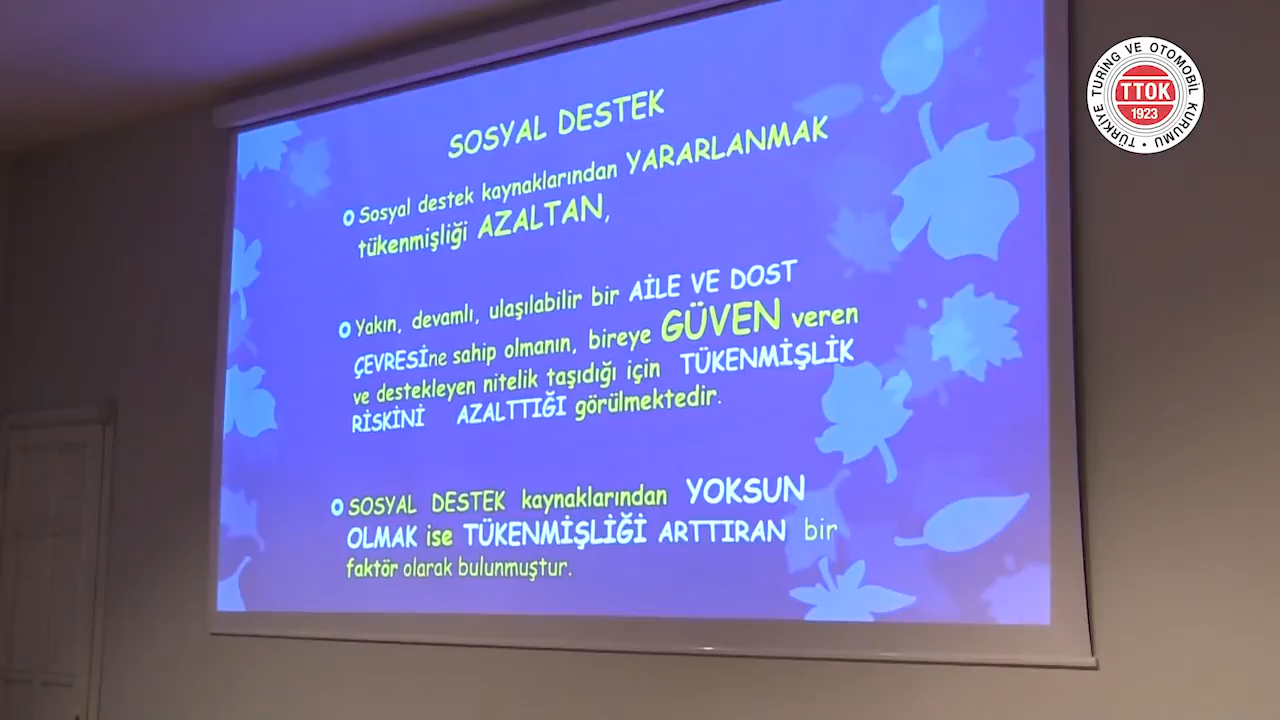 SOSYAL DESTEK
Sosyal destek kaynaklarından YARARLANMAK
tükenmişliği AZALTAN,
Yakın, devamlı, ulaşılabilir bir AİLE VE DOST
ÇEVRESİne sahip olmanın, bireye GÜVEN veren
ve destekleyen nitelik taşıdığı için TÜKENMİŞLİK
RİSKİNİ AZALTTIĞI görülmektedir.
SOSYAL DESTEK kaynaklarından YOKSUN
OLMAK ise TÜKENMİŞLİĞİ ARTTIRAN bir
faktör olarak bulunmuştur.
TÜRKİYE TURİNG VE OTOMOBİL KURUMU
TTOK
1923